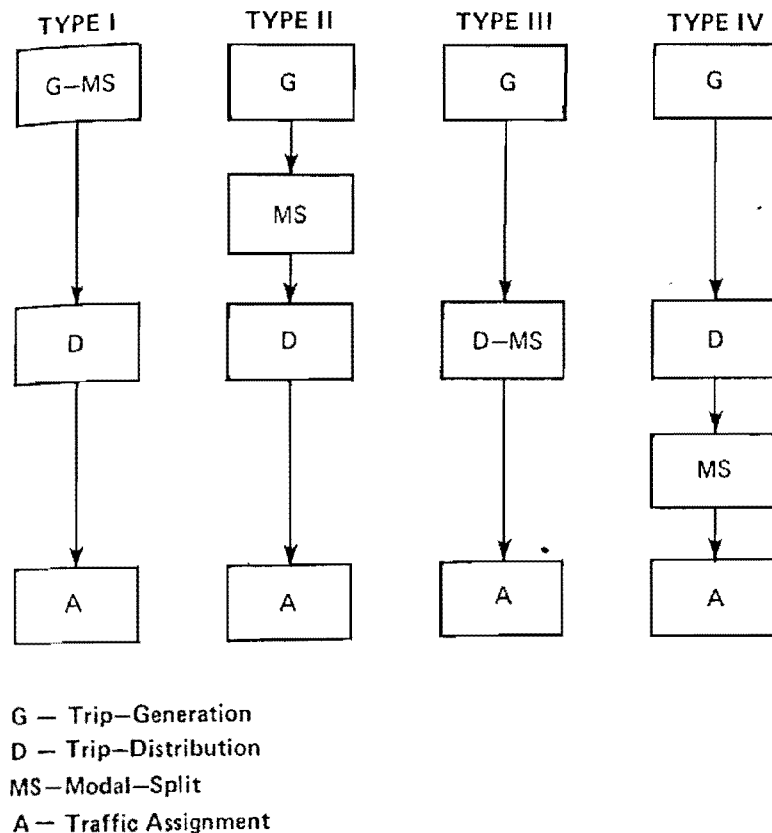 TYPE I TYPE II TYPE III TYPE IV
G–MS G G G
MS
D D D–MS D
MS
A A A A
G – Trip–Generation
D – Trip–Distribution
MS–Modal–Split
A – Traffic Assignment